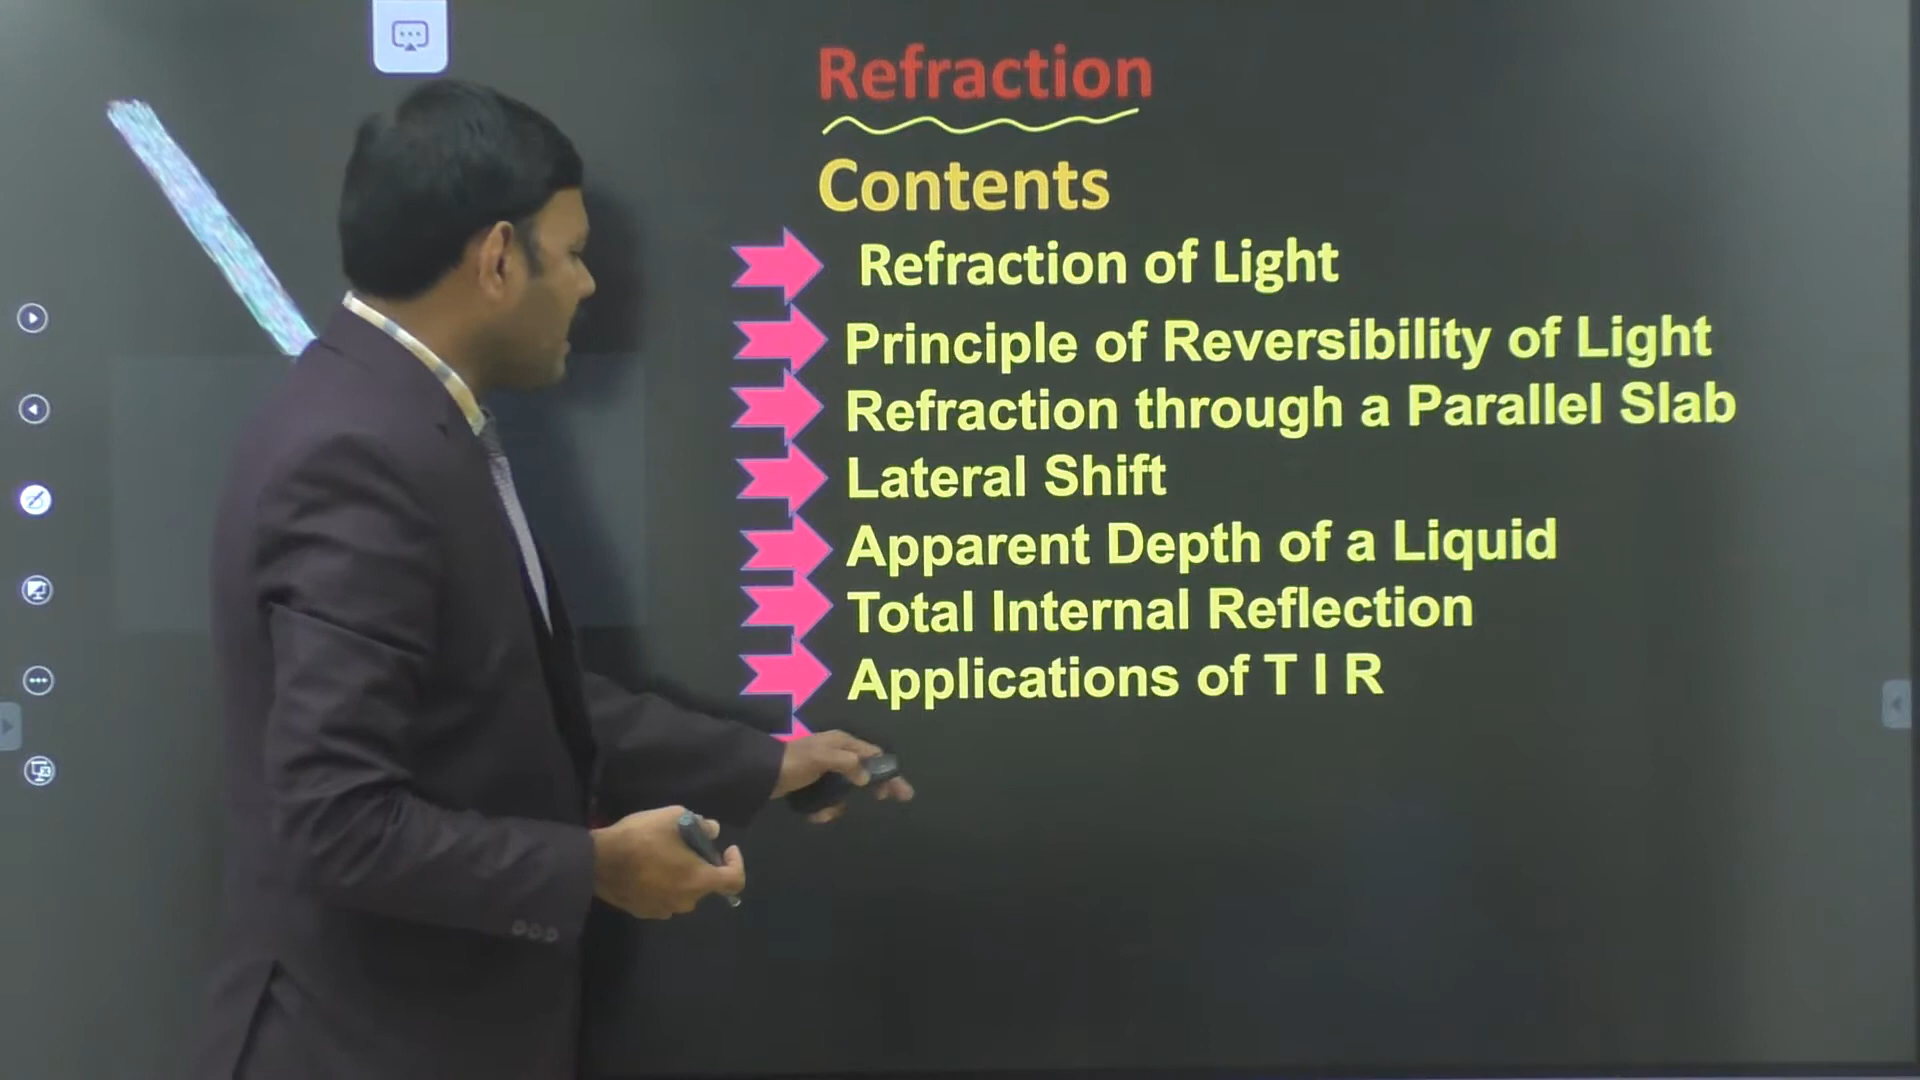 Refraction
Contents
Refraction of Light
Principle of Reversibility of Light
Refraction through a Parallel Slab
Lateral Shift
Apparent Depth of a Liquid
Total Internal Reflection
Applications of T I R